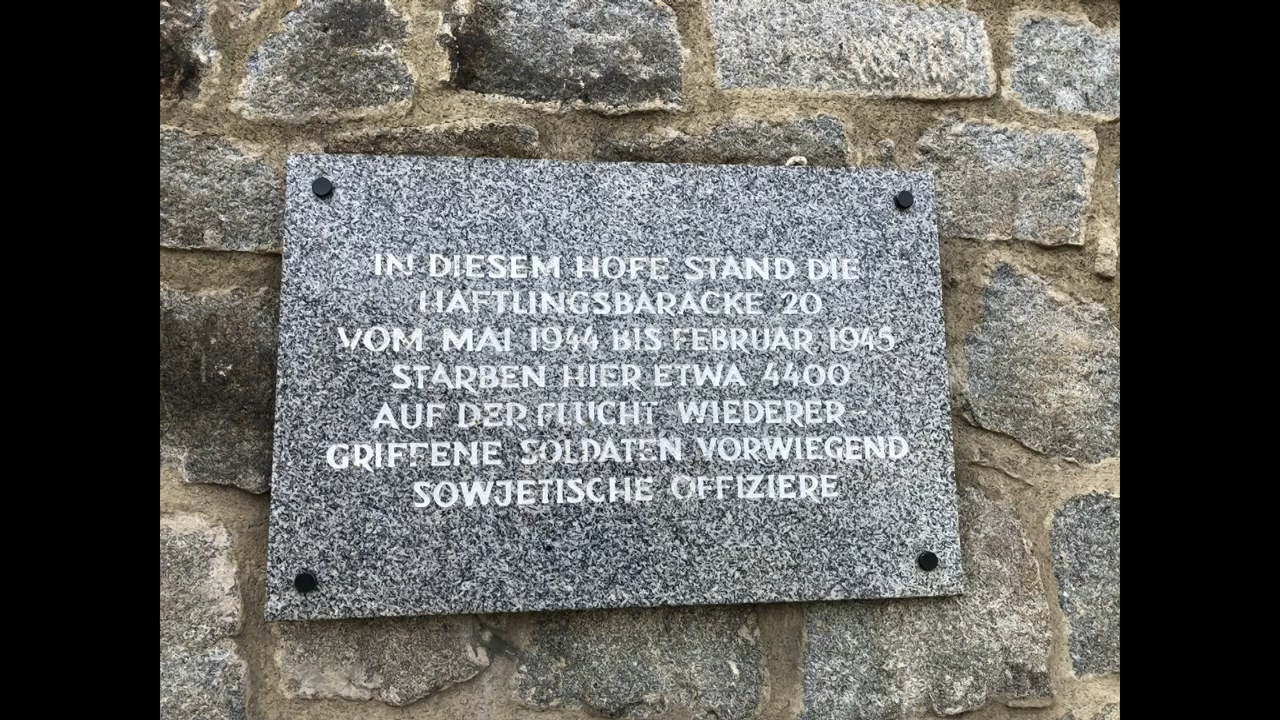 IN DIESEM HOFE STAND DIE
HAFTLINGSBARACKE 20
VOM MAI 1944 BIS FEBRUAR 1945
STARBEN HIER ETWA 4400
AUF DER FLUCHT WIEDERER-
GRIFFENE SOLDATEN VORWIEGEND
SOWJETISCHE OFFIZIERE